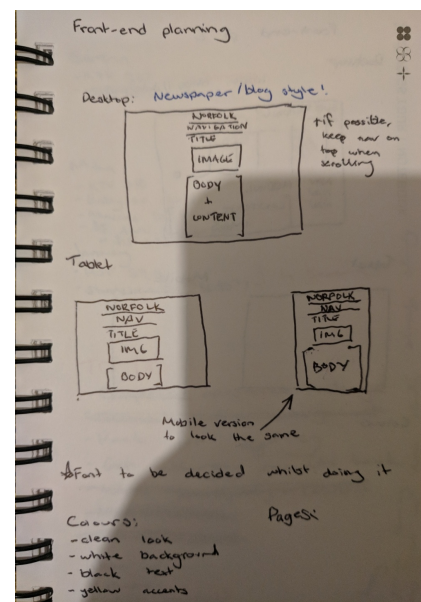 Front-end planning
Desktop: Newspaper/blog style!
NORFOLK
NAVIGATION
TITLE
IMAGE
BODY
+
CONTENT
+if possible,
keep nav on
top when
scrolling
Tablet
NORFOLK
NAV
TITLE
IMG
BODY
NORFOLK
NAV
TITLE
IMG
BODY
Mobile version
to look the same
☆Font to be decided whilst doing it
Colours:
- clean look
- white background
- black text
- yellow accents
Pages: